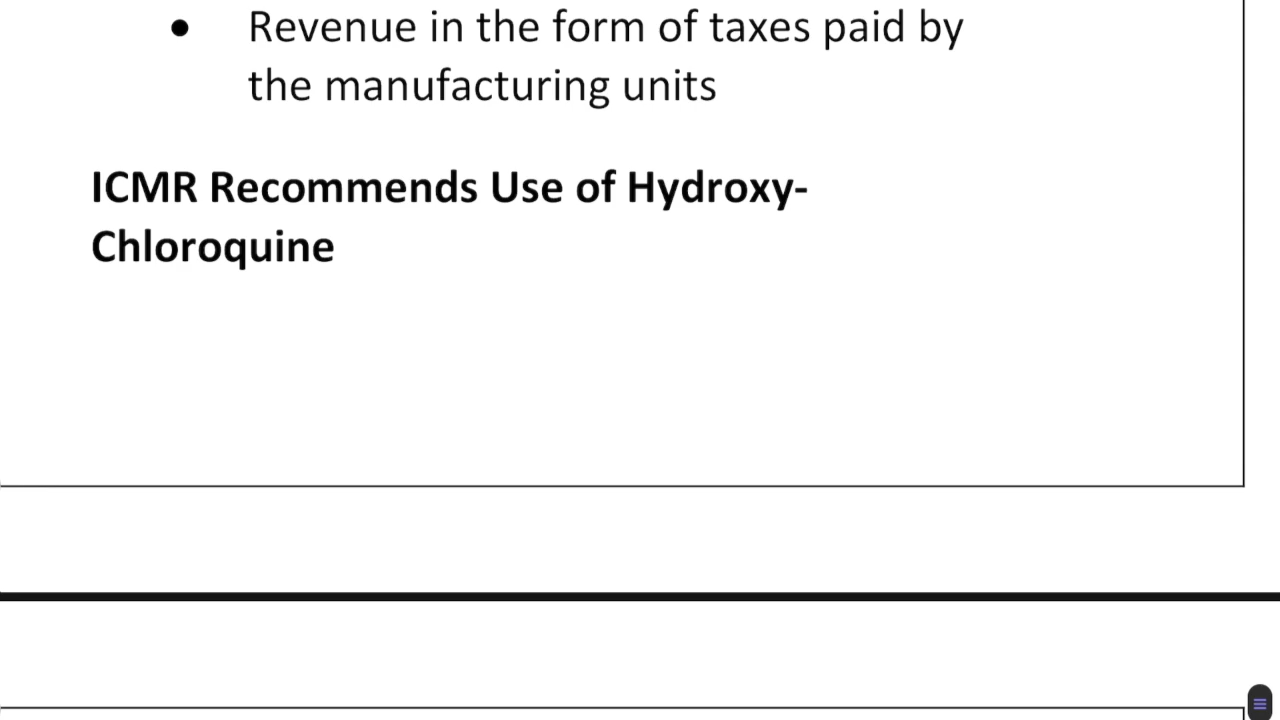 ● Revenue in the form of taxes paid by
the manufacturing units
ICMR Recommends Use of Hydroxy-
Chloroquine